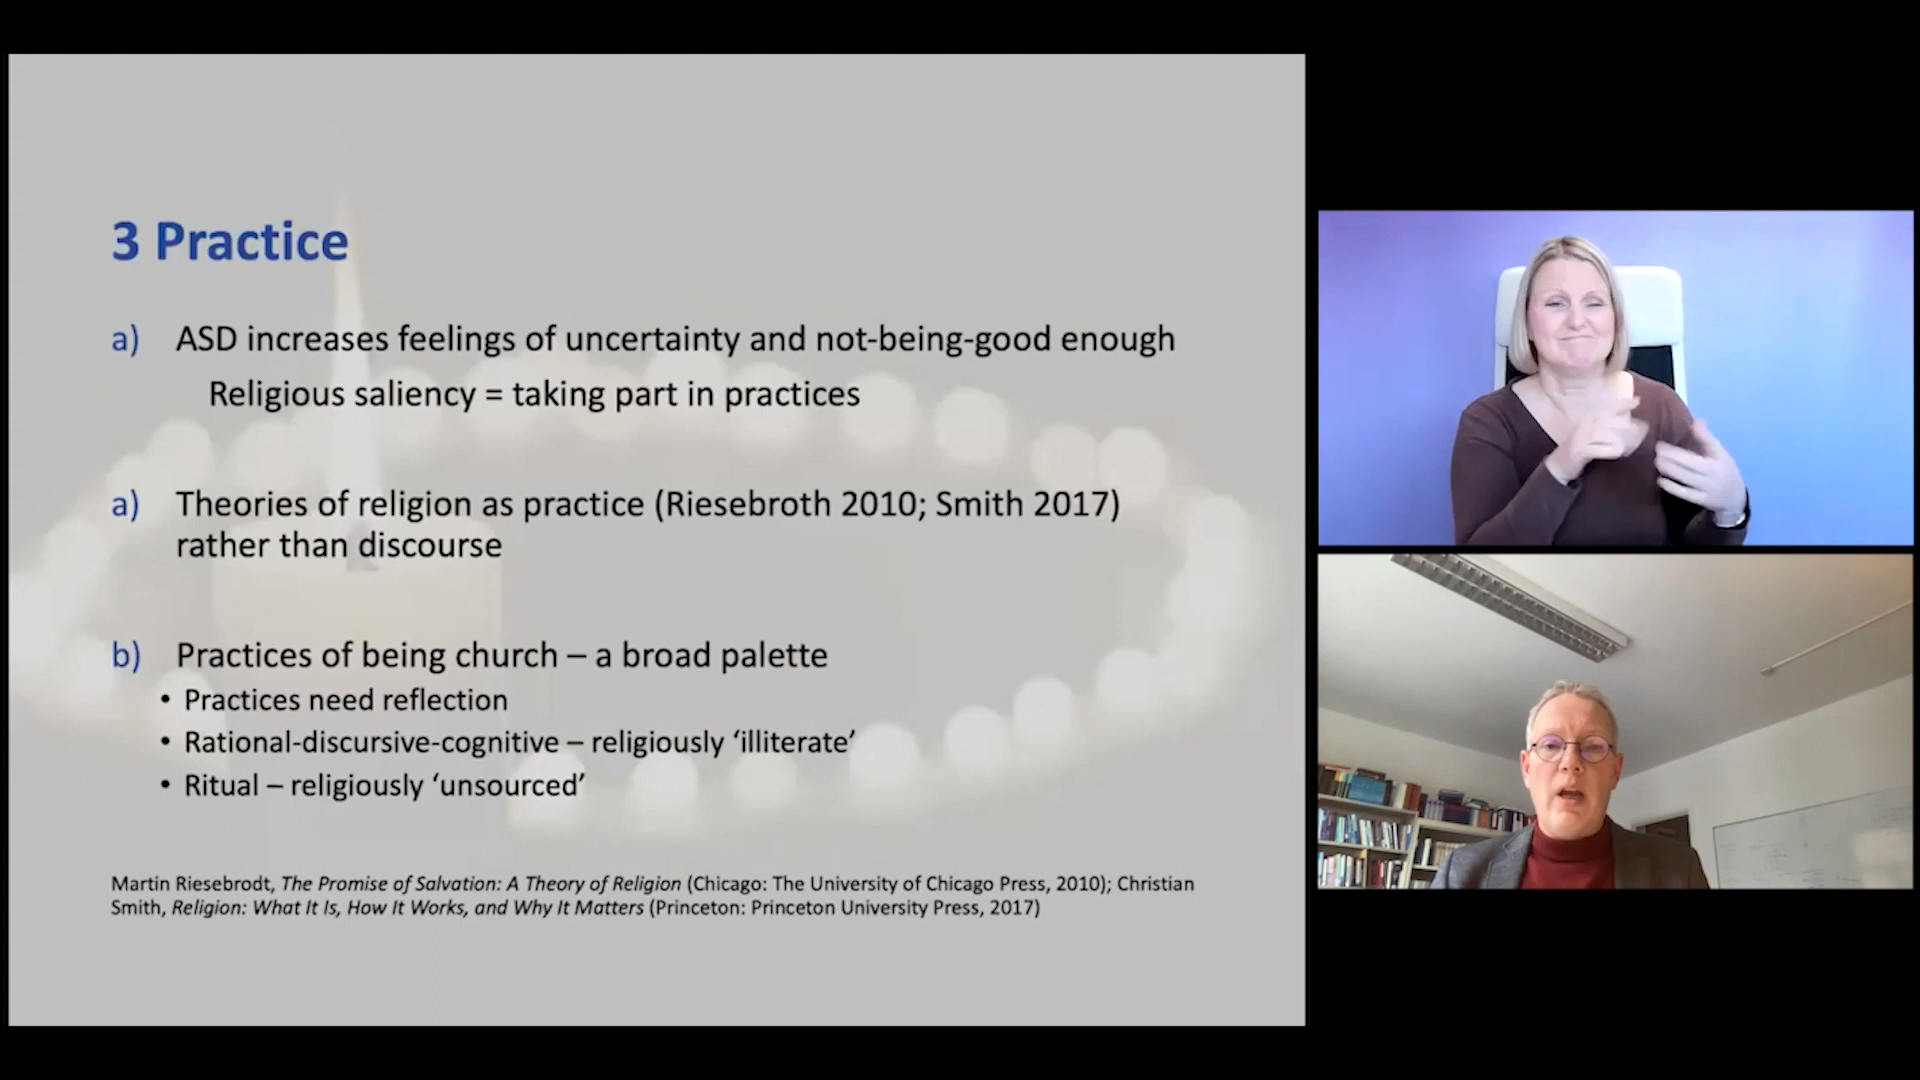 3 Practice
a) ASD increases feelings of uncertainty and not-being-good enough
Religious saliency = taking part in practices
a) Theories of religion as practice (Riesebroth 2010; Smith 2017)
rather than discourse
b) Practices of being church – a broad palette
• Practices need reflection
• Rational-discursive-cognitive – religiously ‘illiterate’
• Ritual – religiously ‘unsourced’
Martin Riesebrodt, The Promise of Salvation: A Theory of Religion (Chicago: The University of Chicago Press, 2010); Christian
Smith, Religion: What It Is, How It Works, and Why It Matters (Princeton: Princeton University Press, 2017)